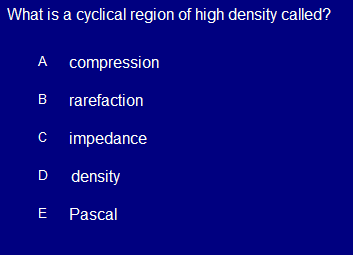 What is a cyclical region of high density called?
A compression
B rarefaction
C impedance
D density
E Pascal